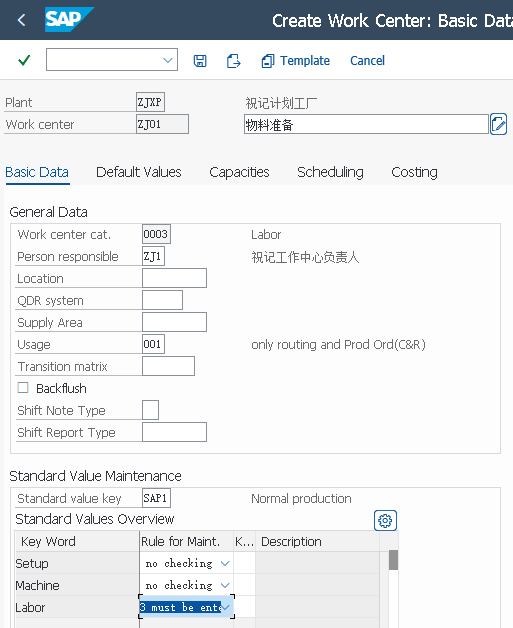 SAP Create Work Center: Basic Data
Template Cancel
Plant ZJXP 祝记计划工厂
Work center ZJ01 物料准备
Basic Data Default Values Capacities Scheduling Costing
General Data
Work center cat. 0003 Labor
Person responsible ZJ1 祝记工作中心负责人
Location
QDR system
Supply Area
Usage 001 only routing and Prod Ord(C&R)
Transition matrix
Backflush
Shift Note Type
Shift Report Type
Standard Value Maintenance
Standard value key SAP1 Normal production
Standard Values Overview
Key Word Rule for Maint. K... Description
Setup no checking
Machine no checking
Labor 3 must be ente